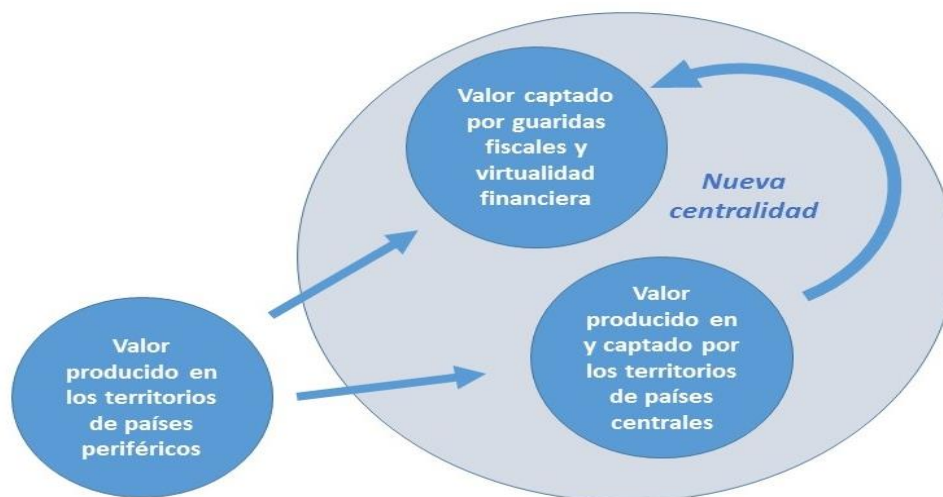 Valor captado
por guaridas
fiscales y
virtualidad
financiera
Nueva
centralidad
Valor
producido en
y captado por
los territorios
de países
centrales
Valor
producido en
los territorios
de países
periféricos